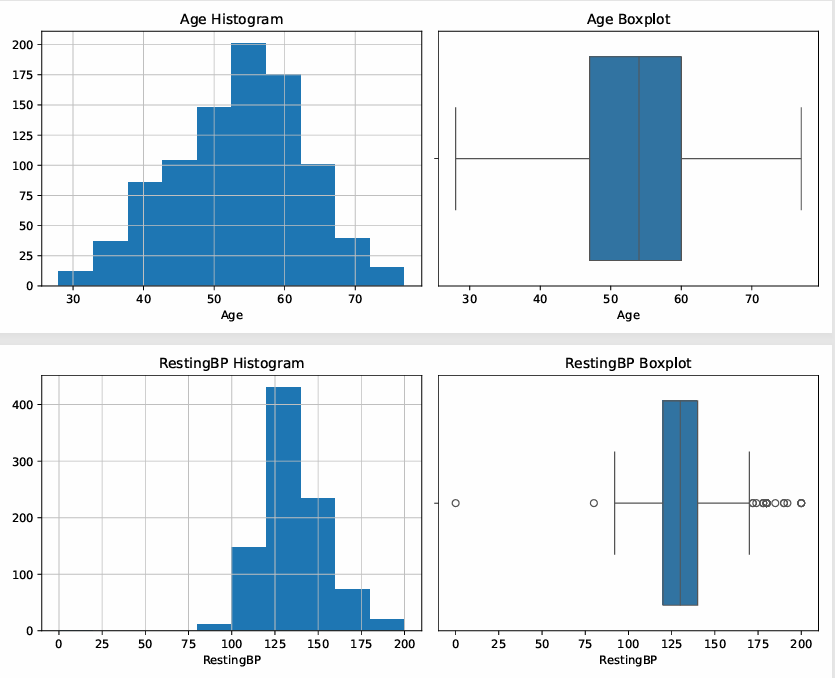 Age Histogram
200
175
150
125
100
75
50
25
0
30 40 50 60 70
Age
Age Boxplot
30 40 50 60 70
Age
RestingBP Histogram
400
300
200
100
0
0 25 50 75 100 125 150 175 200
RestingBP
RestingBP Boxplot
0 25 50 75 100 125 150 175 200
RestingBP